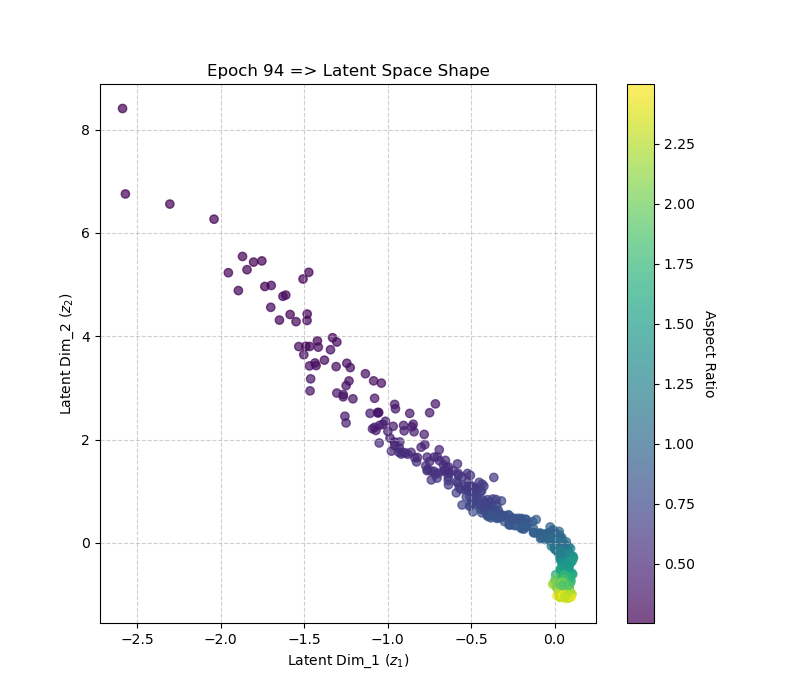 Epoch 94 => Latent Space Shape
8
6
4
2
0
Latent Dim_2 (z₂)
−2.5 −2.0 −1.5 −1.0 −0.5 0.0
Latent Dim_1 (z₁)
2.25
2.00
1.75
1.50
1.25
1.00
0.75
0.50
Aspect Ratio